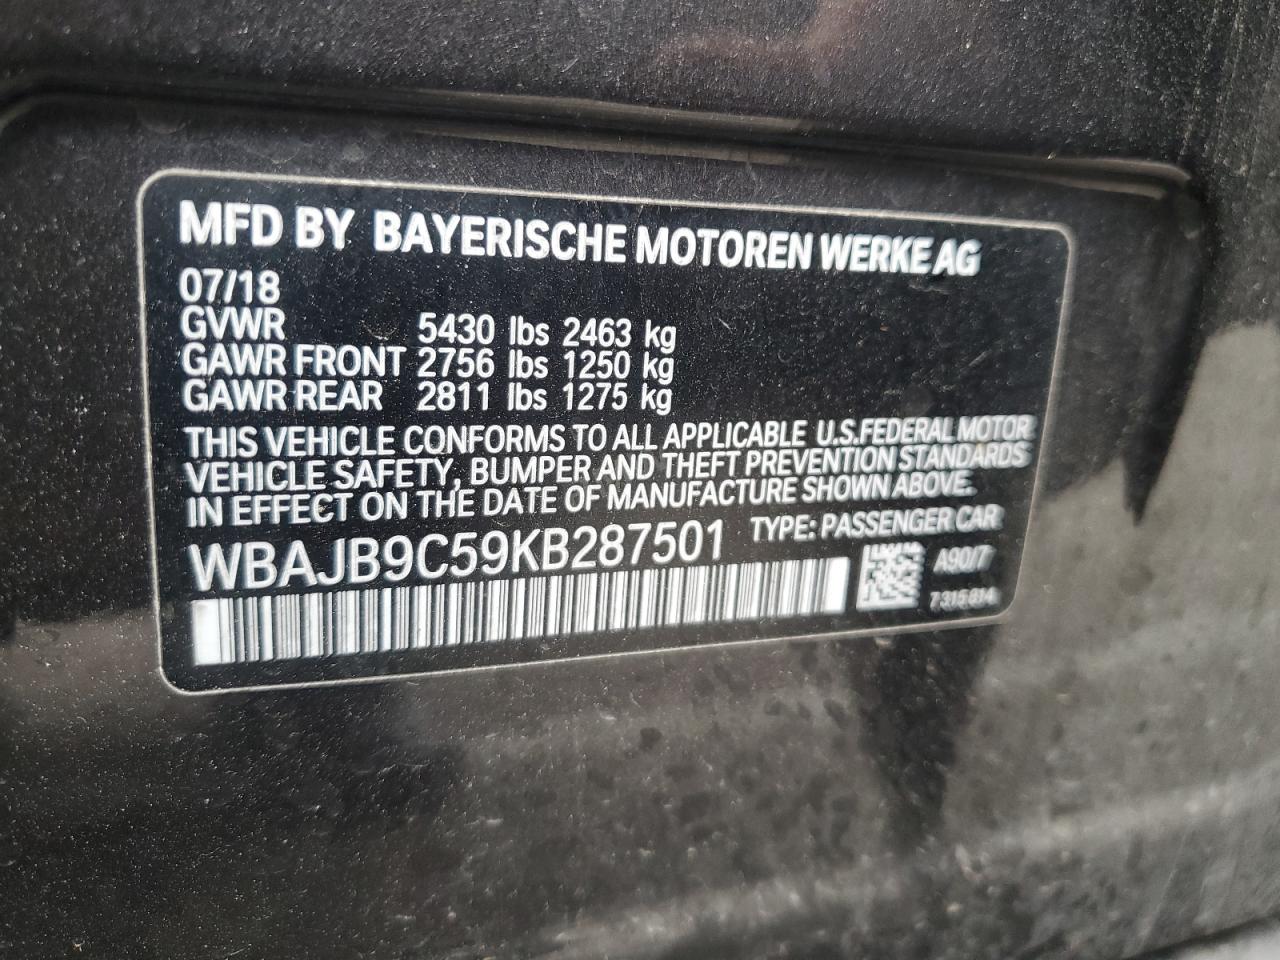 MFD BY BAYERISCHE MOTOREN WERKE AG
07/18
GVWR 5430 lbs 2463 kg
GAWR FRONT 2756 lbs 1250 kg
GAWR REAR 2811 lbs 1275 kg
THIS VEHICLE CONFORMS TO ALL APPLICABLE U.S.FEDERAL MOTOR
VEHICLE SAFETY, BUMPER AND THEFT PREVENTION STANDARDS
IN EFFECT ON THE DATE OF MANUFACTURE SHOWN ABOVE.
WBAJB9C59KB287501 TYPE: PASSENGER CAR
A90/7
7315814